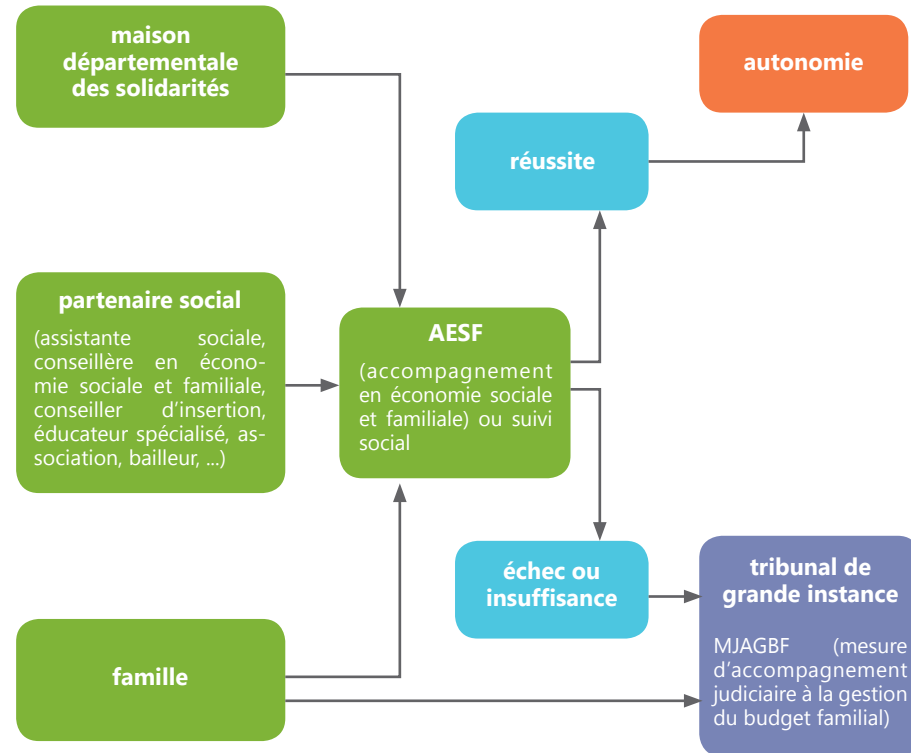 maison
départementale
des solidarités
autonomie
réussite
partenaire social
(assistante sociale,
conseillère en écono-
mie sociale et familiale,
conseiller d'insertion,
éducateur spécialisé, as-
sociation, bailleur, ...)
AESF
(accompagnement
en économie sociale
et familiale) ou suivi
social
échec ou
insuffisance
tribunal de
grande instance
MJAGBF (mesure
d'accompagnement
judiciaire à la gestion
du budget familial)
famille